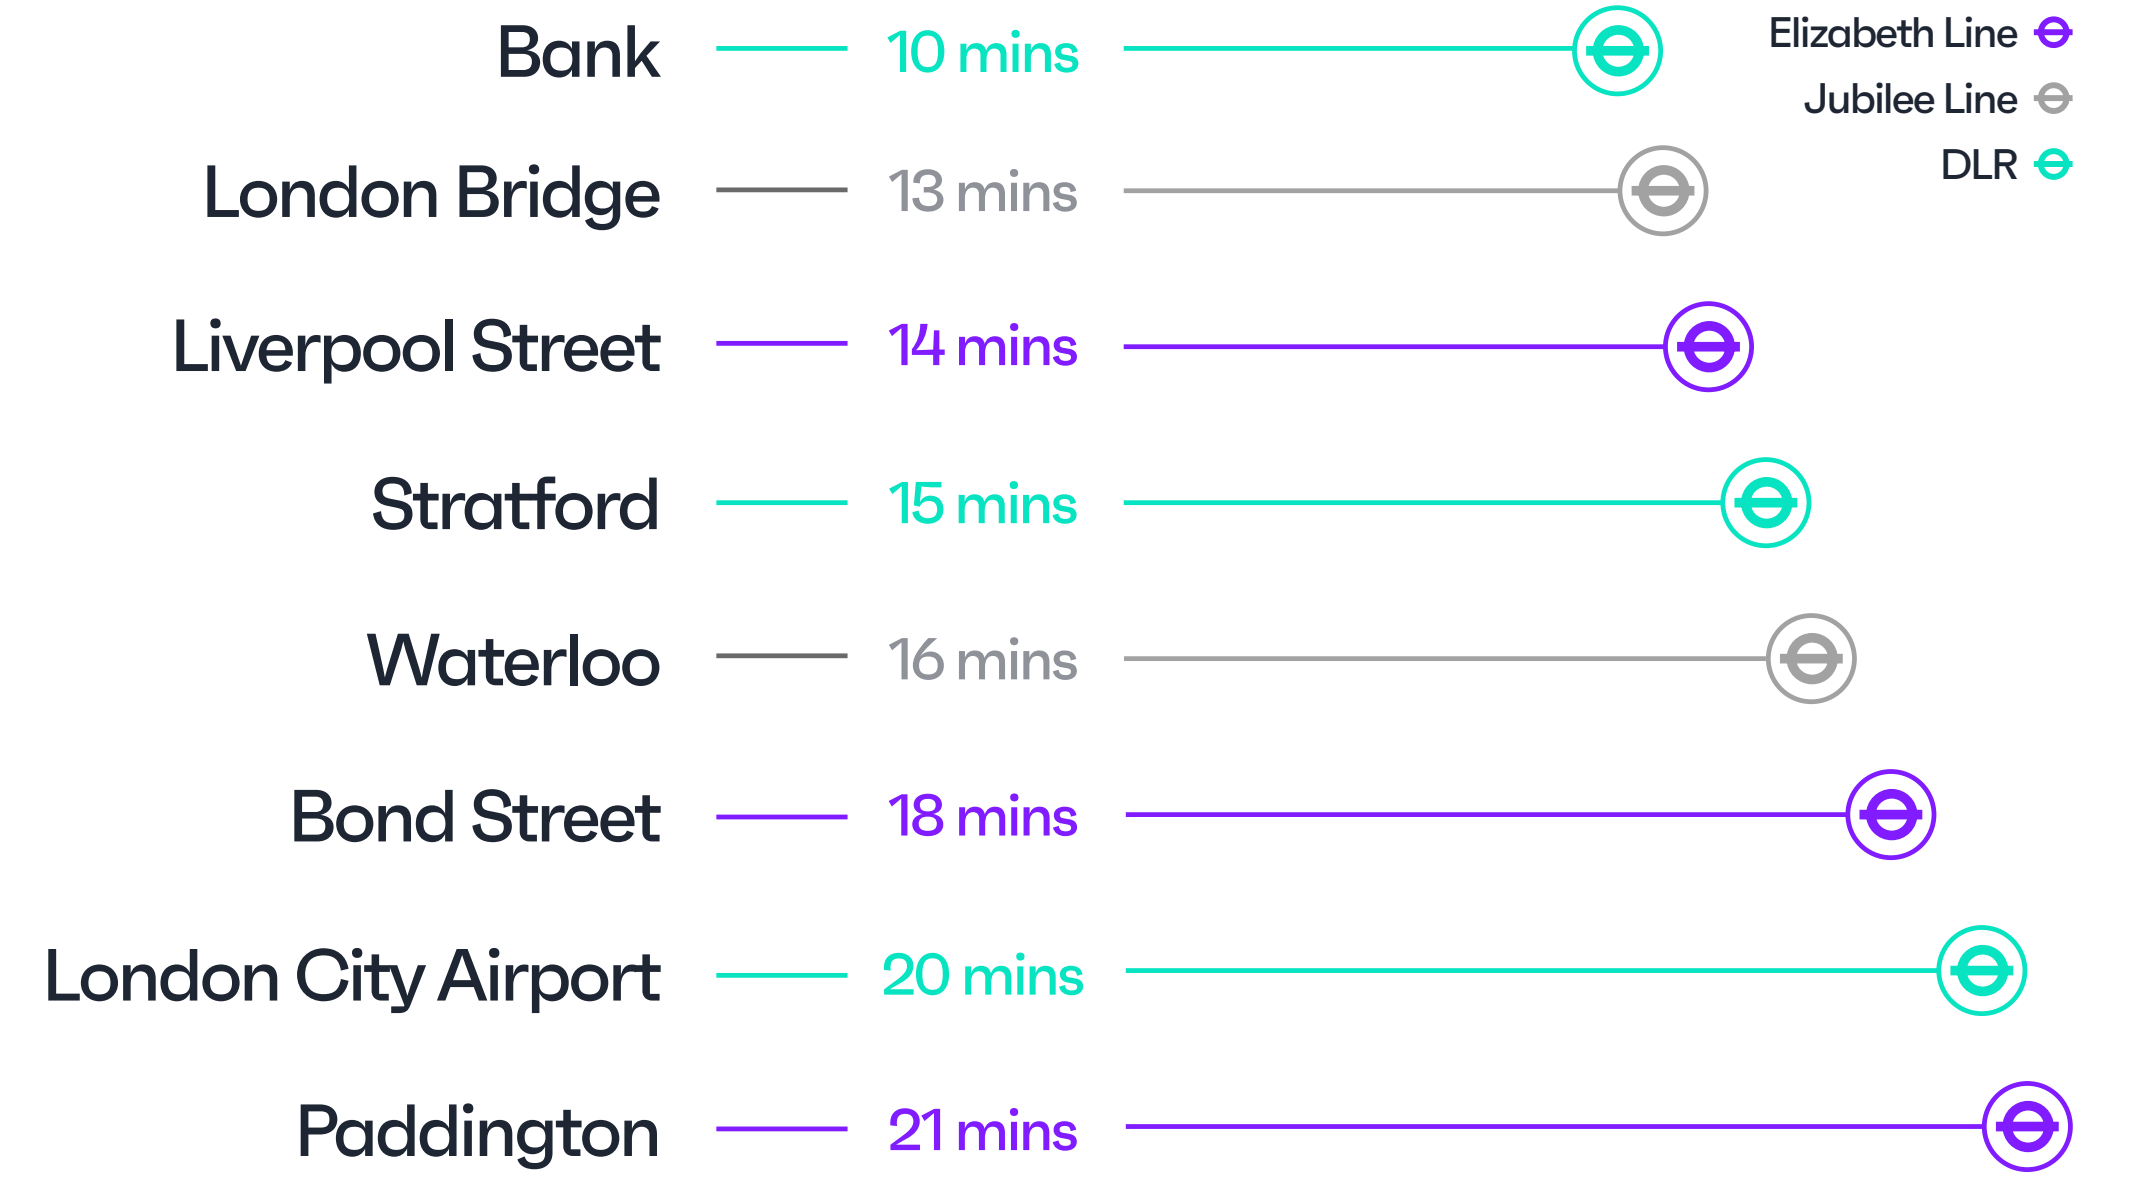 Bank 10 mins
London Bridge 13 mins
Liverpool Street 14 mins
Stratford 15 mins
Waterloo 16 mins
Bond Street 18 mins
London City Airport 20 mins
Paddington 21 mins
Elizabeth Line
Jubilee Line
DLR